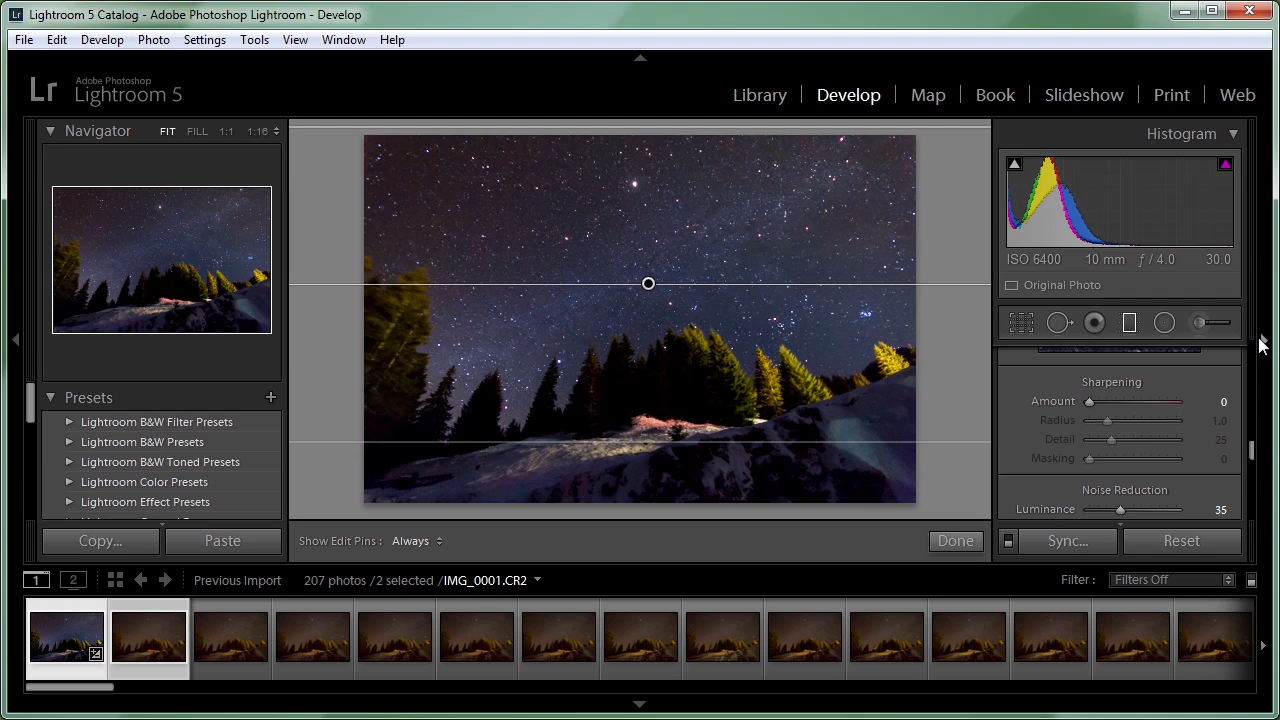 Lr Lightroom 5 Catalog - Adobe Photoshop Lightroom - Develop
File Edit Develop Photo Settings Tools View Window Help
Lr Adobe Photoshop
Lightroom 5
Library | Develop | Map | Book | Slideshow | Print | Web
Navigator FIT FILL 1:1 1:16
Histogram
ISO 6400 10 mm ƒ / 4.0 30.0
Original Photo
Sharpening
Amount 0
Radius 1.0
Detail 25
Masking 0
Noise Reduction
Luminance 35
Presets +
Lightroom B&W Filter Presets
Lightroom B&W Presets
Lightroom B&W Toned Presets
Lightroom Color Presets
Lightroom Effect Presets
Copy... Paste
Show Edit Pins : Always Done
Sync... Reset
1 2 Previous Import 207 photos /2 selected /IMG_0001.CR2 Filter : Filters Off